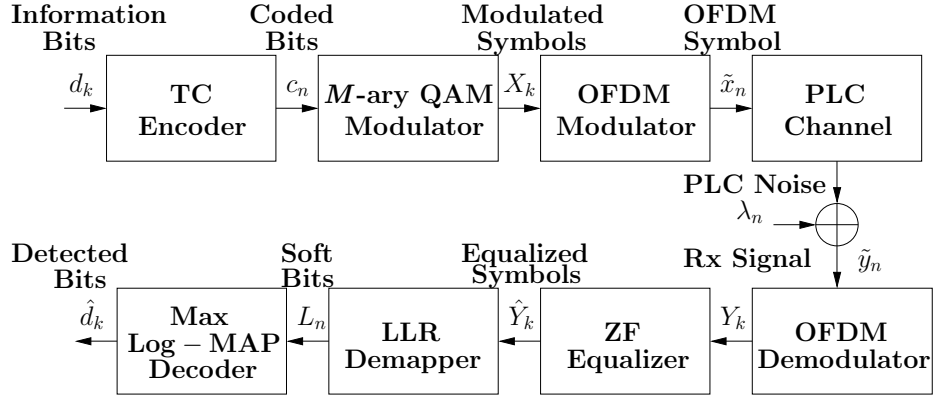 Information
Bits
Coded
Bits
Modulated
Symbols
OFDM
Symbol
d_k
TC
Encoder
c_n
M-ary QAM
Modulator
X_k
OFDM
Modulator
x̃_n
PLC
Channel
PLC Noise
λ_n
Rx Signal
ỹ_n
Detected
Bits
Soft
Bits
Equalized
Symbols
d̂_k
Max
Log − MAP
Decoder
L_n
LLR
Demapper
Ŷ_k
ZF
Equalizer
Y_k
OFDM
Demodulator